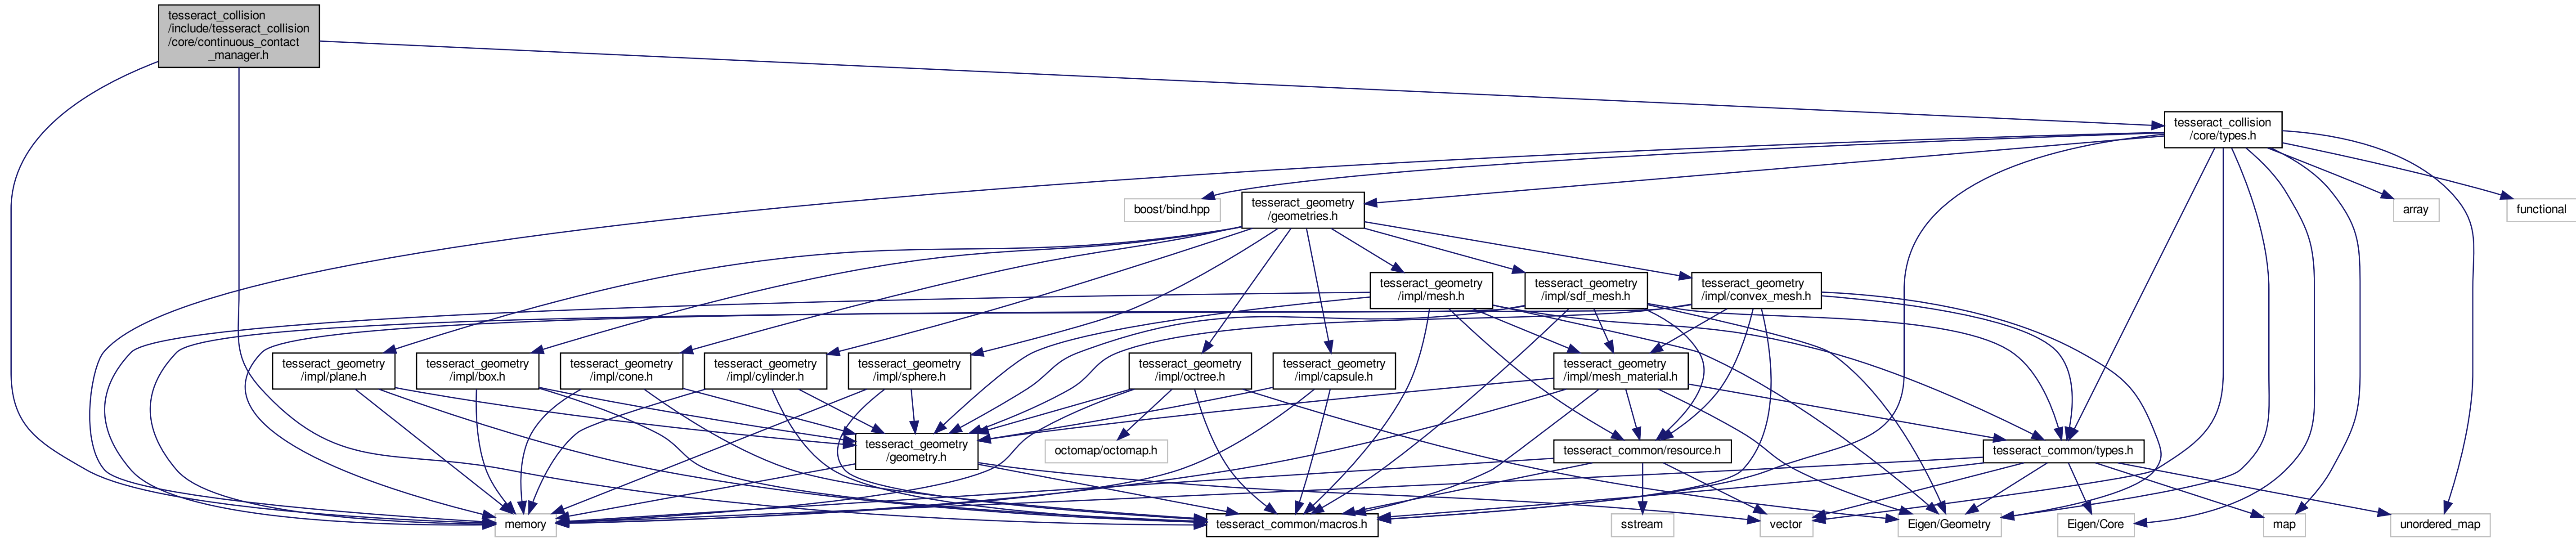 tesseract_collision
/include/tesseract_collision
/core/continuous_contact
_manager.h
tesseract_collision
/core/types.h
boost/bind.hpp
tesseract_geometry
/geometries.h
array
functional
tesseract_geometry
/impl/mesh.h
tesseract_geometry
/impl/sdf_mesh.h
tesseract_geometry
/impl/convex_mesh.h
tesseract_geometry
/impl/plane.h
tesseract_geometry
/impl/box.h
tesseract_geometry
/impl/cone.h
tesseract_geometry
/impl/cylinder.h
tesseract_geometry
/impl/sphere.h
tesseract_geometry
/impl/octree.h
tesseract_geometry
/impl/capsule.h
tesseract_geometry
/impl/mesh_material.h
tesseract_geometry
/geometry.h
octomap/octomap.h
tesseract_common/resource.h
tesseract_common/types.h
memory
tesseract_common/macros.h
sstream
vector
Eigen/Geometry
Eigen/Core
map
unordered_map